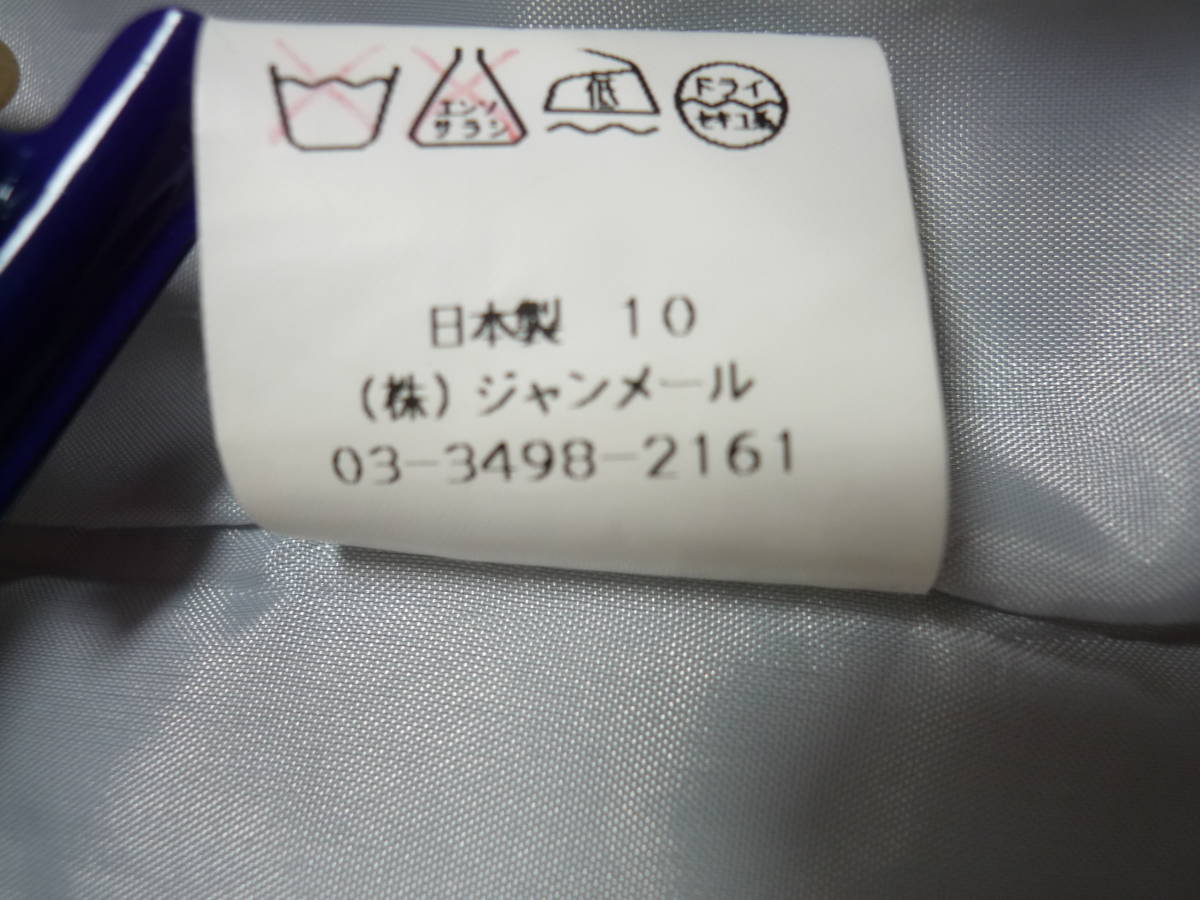 エンソ
サラシ
低
ドライ
セキユ系
日本製 10
(株)ジャンメール
03-3498-2161